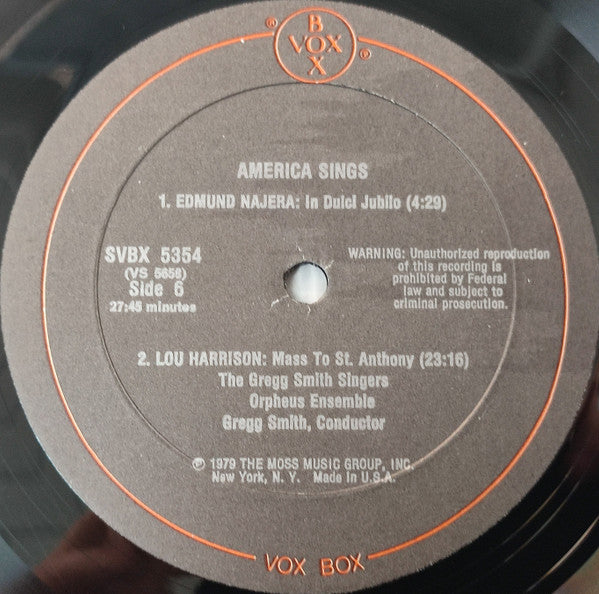 ® BOX ®
VOX
AMERICA SINGS
1. EDMUND NAJERA: In Dulci Jubilo (4:29)
SVBX 5354
(VS 5658)
Side 6
27:45 minutes
WARNING: Unauthorized reproduction
of this recording is
prohibited by Federal
law and subject to
criminal prosecution.
2. LOU HARRISON: Mass To St. Anthony (23:16)
The Gregg Smith Singers
Orpheus Ensemble
Gregg Smith, Conductor
℗ 1979 THE MOSS MUSIC GROUP, INC.
New York, N. Y. Made in U.S.A.
VOX BOX